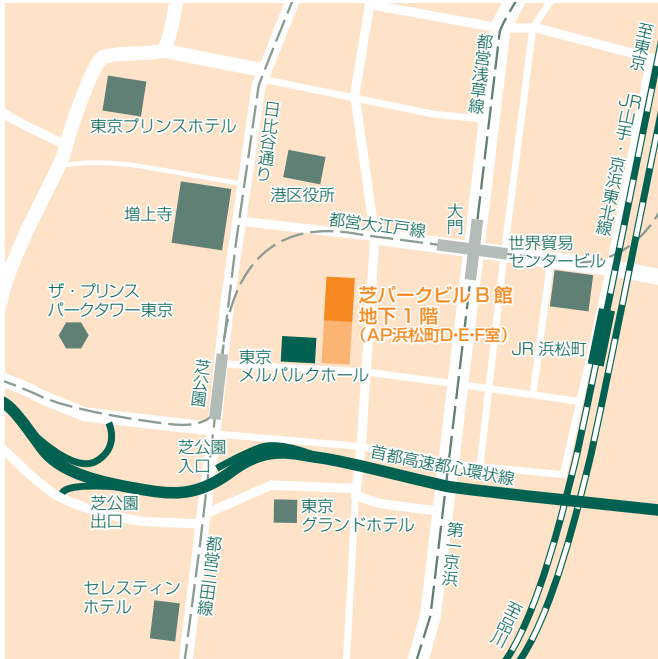 至東京
都営浅草線
JR山手・京浜東北線
東京プリンスホテル
日比谷通り
港区役所
増上寺
都営大江戸線
大門
世界貿易
センタービル
ザ・プリンス
パークタワー東京
芝パークビル B 館
地下 1 階
（AP浜松町D・E・F室）
JR 浜松町
東京
メルパルクホール
芝公園
芝公園
入口
首都高速都心環状線
芝公園
出口
東京
グランドホテル
第一京浜
都営三田線
セレスティン
ホテル
至品川